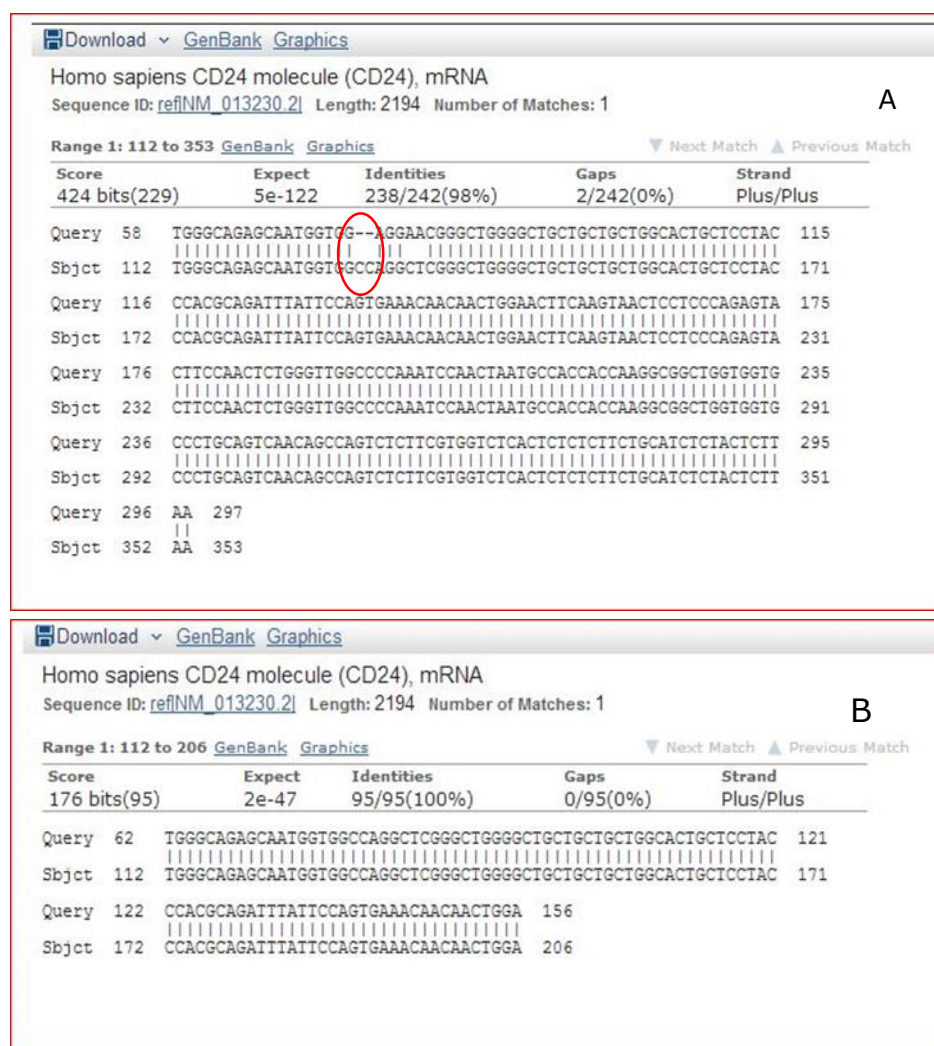 Download GenBank Graphics
Homo sapiens CD24 molecule (CD24), mRNA
Sequence ID: ref|NM_013230.2| Length: 2194 Number of Matches: 1
A
Range 1: 112 to 353 GenBank Graphics ▼ Next Match ▲ Previous Match
Score Expect Identities Gaps Strand
424 bits(229) 5e-122 238/242(98%) 2/242(0%) Plus/Plus
Query 58 TGGGCAGAGCAATGGTGG--AGGAACGGGCTGGGGCTGCTGCTGCTGGCACTGCTCCTAC 115
Sbjct 112 TGGGCAGAGCAATGGTGGCCAGGCTCGGGCTGGGGCTGCTGCTGCTGGCACTGCTCCTAC 171
Query 116 CCACGCAGATTTATTCCAGTGAAACAACAACTGGAACTTCAAGTAACTCCTCCCAGAGTA 175
Sbjct 172 CCACGCAGATTTATTCCAGTGAAACAACAACTGGAACTTCAAGTAACTCCTCCCAGAGTA 231
Query 176 CTTCCAACTCTGGGTTGGCCCCAAATCCAACTAATGCCACCACCAAGGCGGCTGGTGGTG 235
Sbjct 232 CTTCCAACTCTGGGTTGGCCCCAAATCCAACTAATGCCACCACCAAGGCGGCTGGTGGTG 291
Query 236 CCCTGCAGTCAACAGCCAGTCTCTTCGTGGTCTCACTCTCTCTTCTGCATCTCTACTCTT 295
Sbjct 292 CCCTGCAGTCAACAGCCAGTCTCTTCGTGGTCTCACTCTCTCTTCTGCATCTCTACTCTT 351
Query 296 AA 297
Sbjct 352 AA 353
Download GenBank Graphics
Homo sapiens CD24 molecule (CD24), mRNA
Sequence ID: ref|NM_013230.2| Length: 2194 Number of Matches: 1
B
Range 1: 112 to 206 GenBank Graphics ▼ Next Match ▲ Previous Match
Score Expect Identities Gaps Strand
176 bits(95) 2e-47 95/95(100%) 0/95(0%) Plus/Plus
Query 62 TGGGCAGAGCAATGGTGGCCAGGCTCGGGCTGGGGCTGCTGCTGCTGGCACTGCTCCTAC 121
Sbjct 112 TGGGCAGAGCAATGGTGGCCAGGCTCGGGCTGGGGCTGCTGCTGCTGGCACTGCTCCTAC 171
Query 122 CCACGCAGATTTATTCCAGTGAAACAACAACTGGA 156
Sbjct 172 CCACGCAGATTTATTCCAGTGAAACAACAACTGGA 206